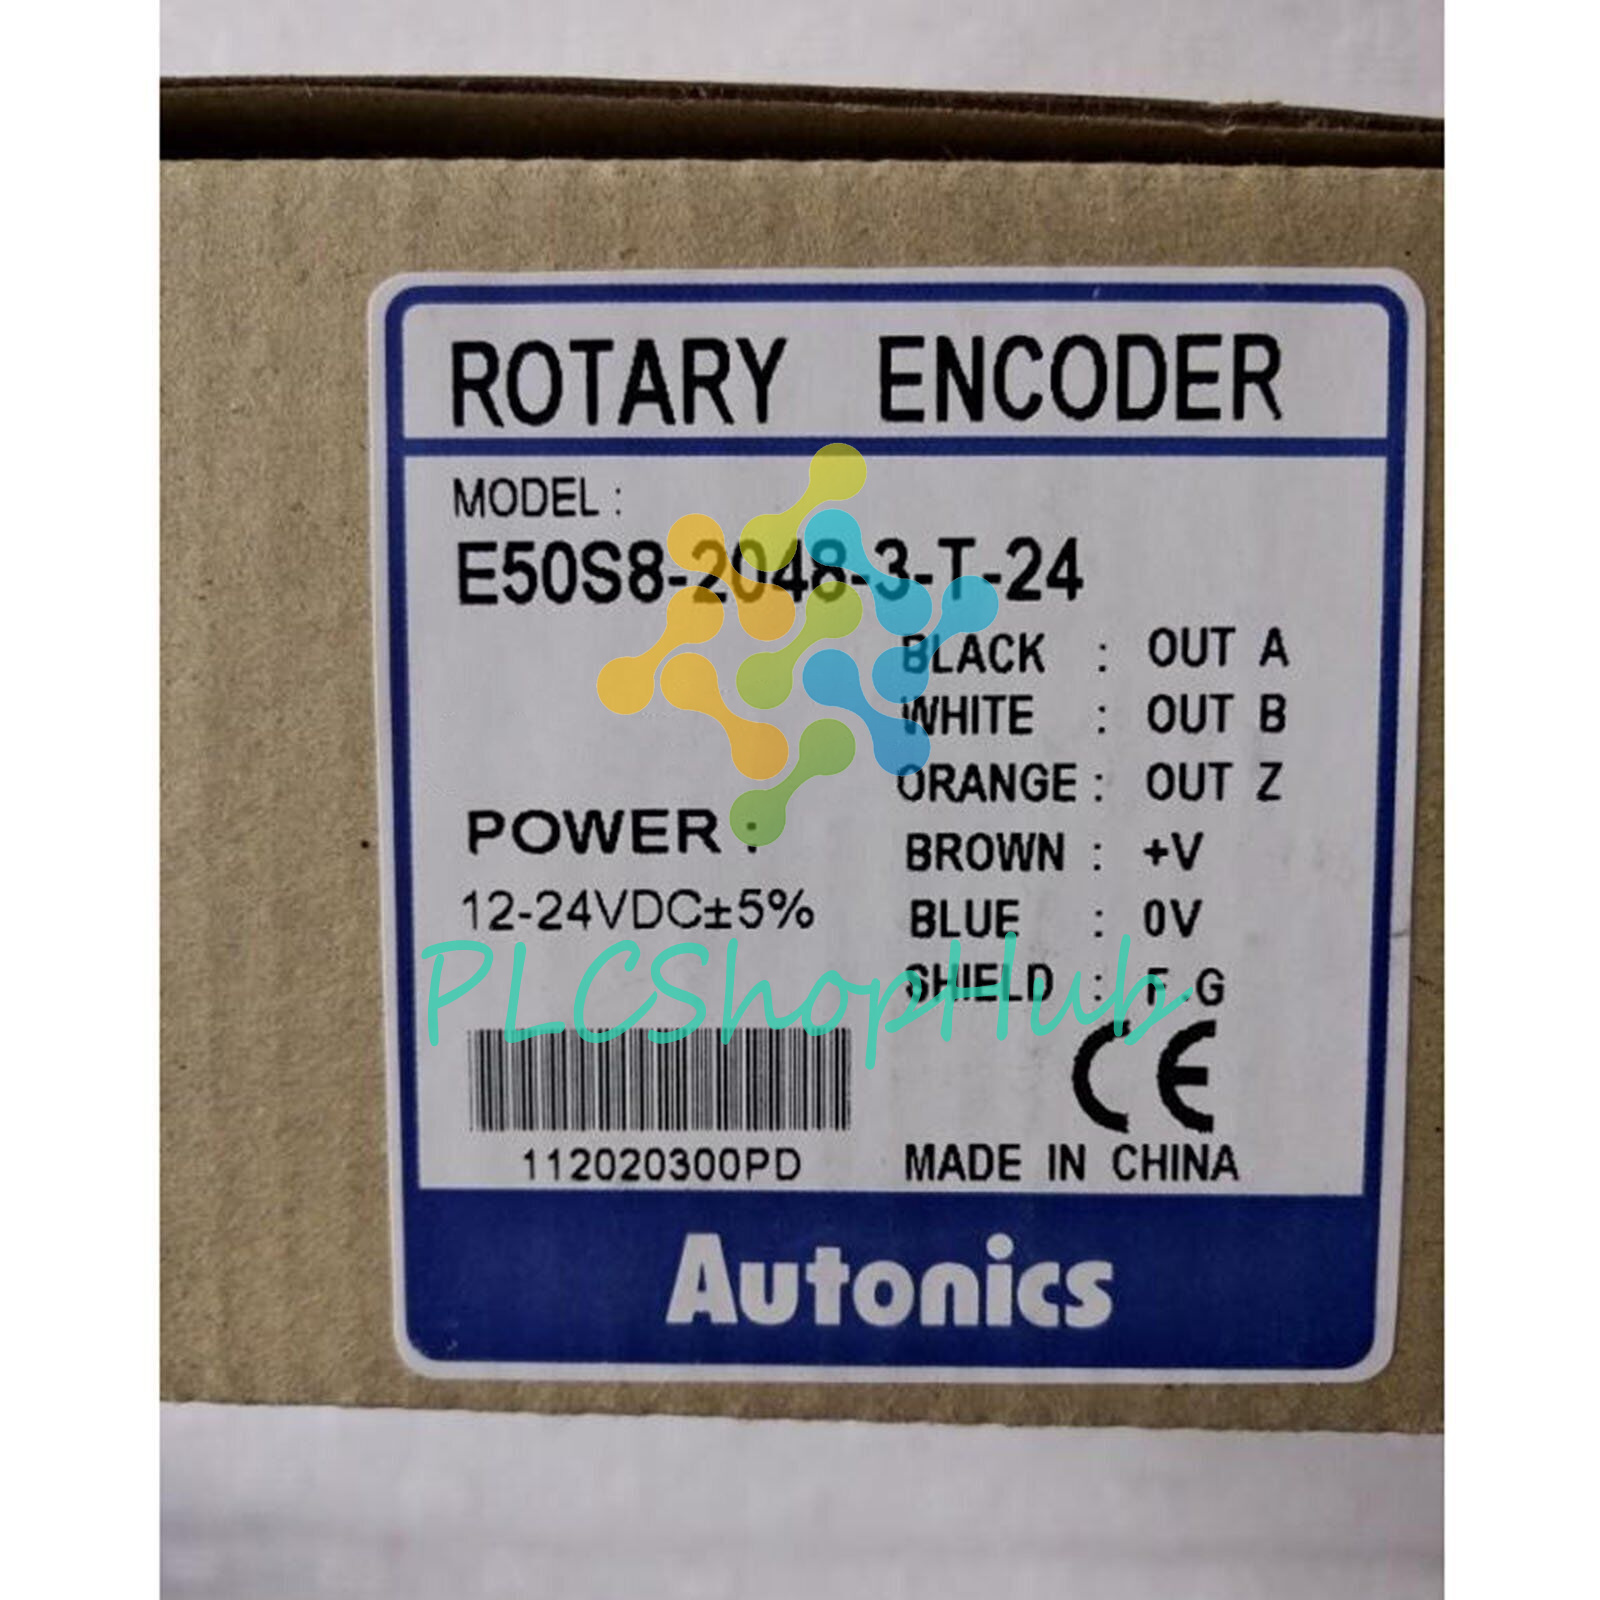 ROTARY ENCODER
MODEL :
E50S8-2048-3-T-24
BLACK : OUT A
WHITE : OUT B
ORANGE : OUT Z
POWER :
BROWN : +V
12-24VDC±5%
BLUE : 0V
SHIELD : F.G
PLCShopHub
CE
112020300PD
MADE IN CHINA
Autonics